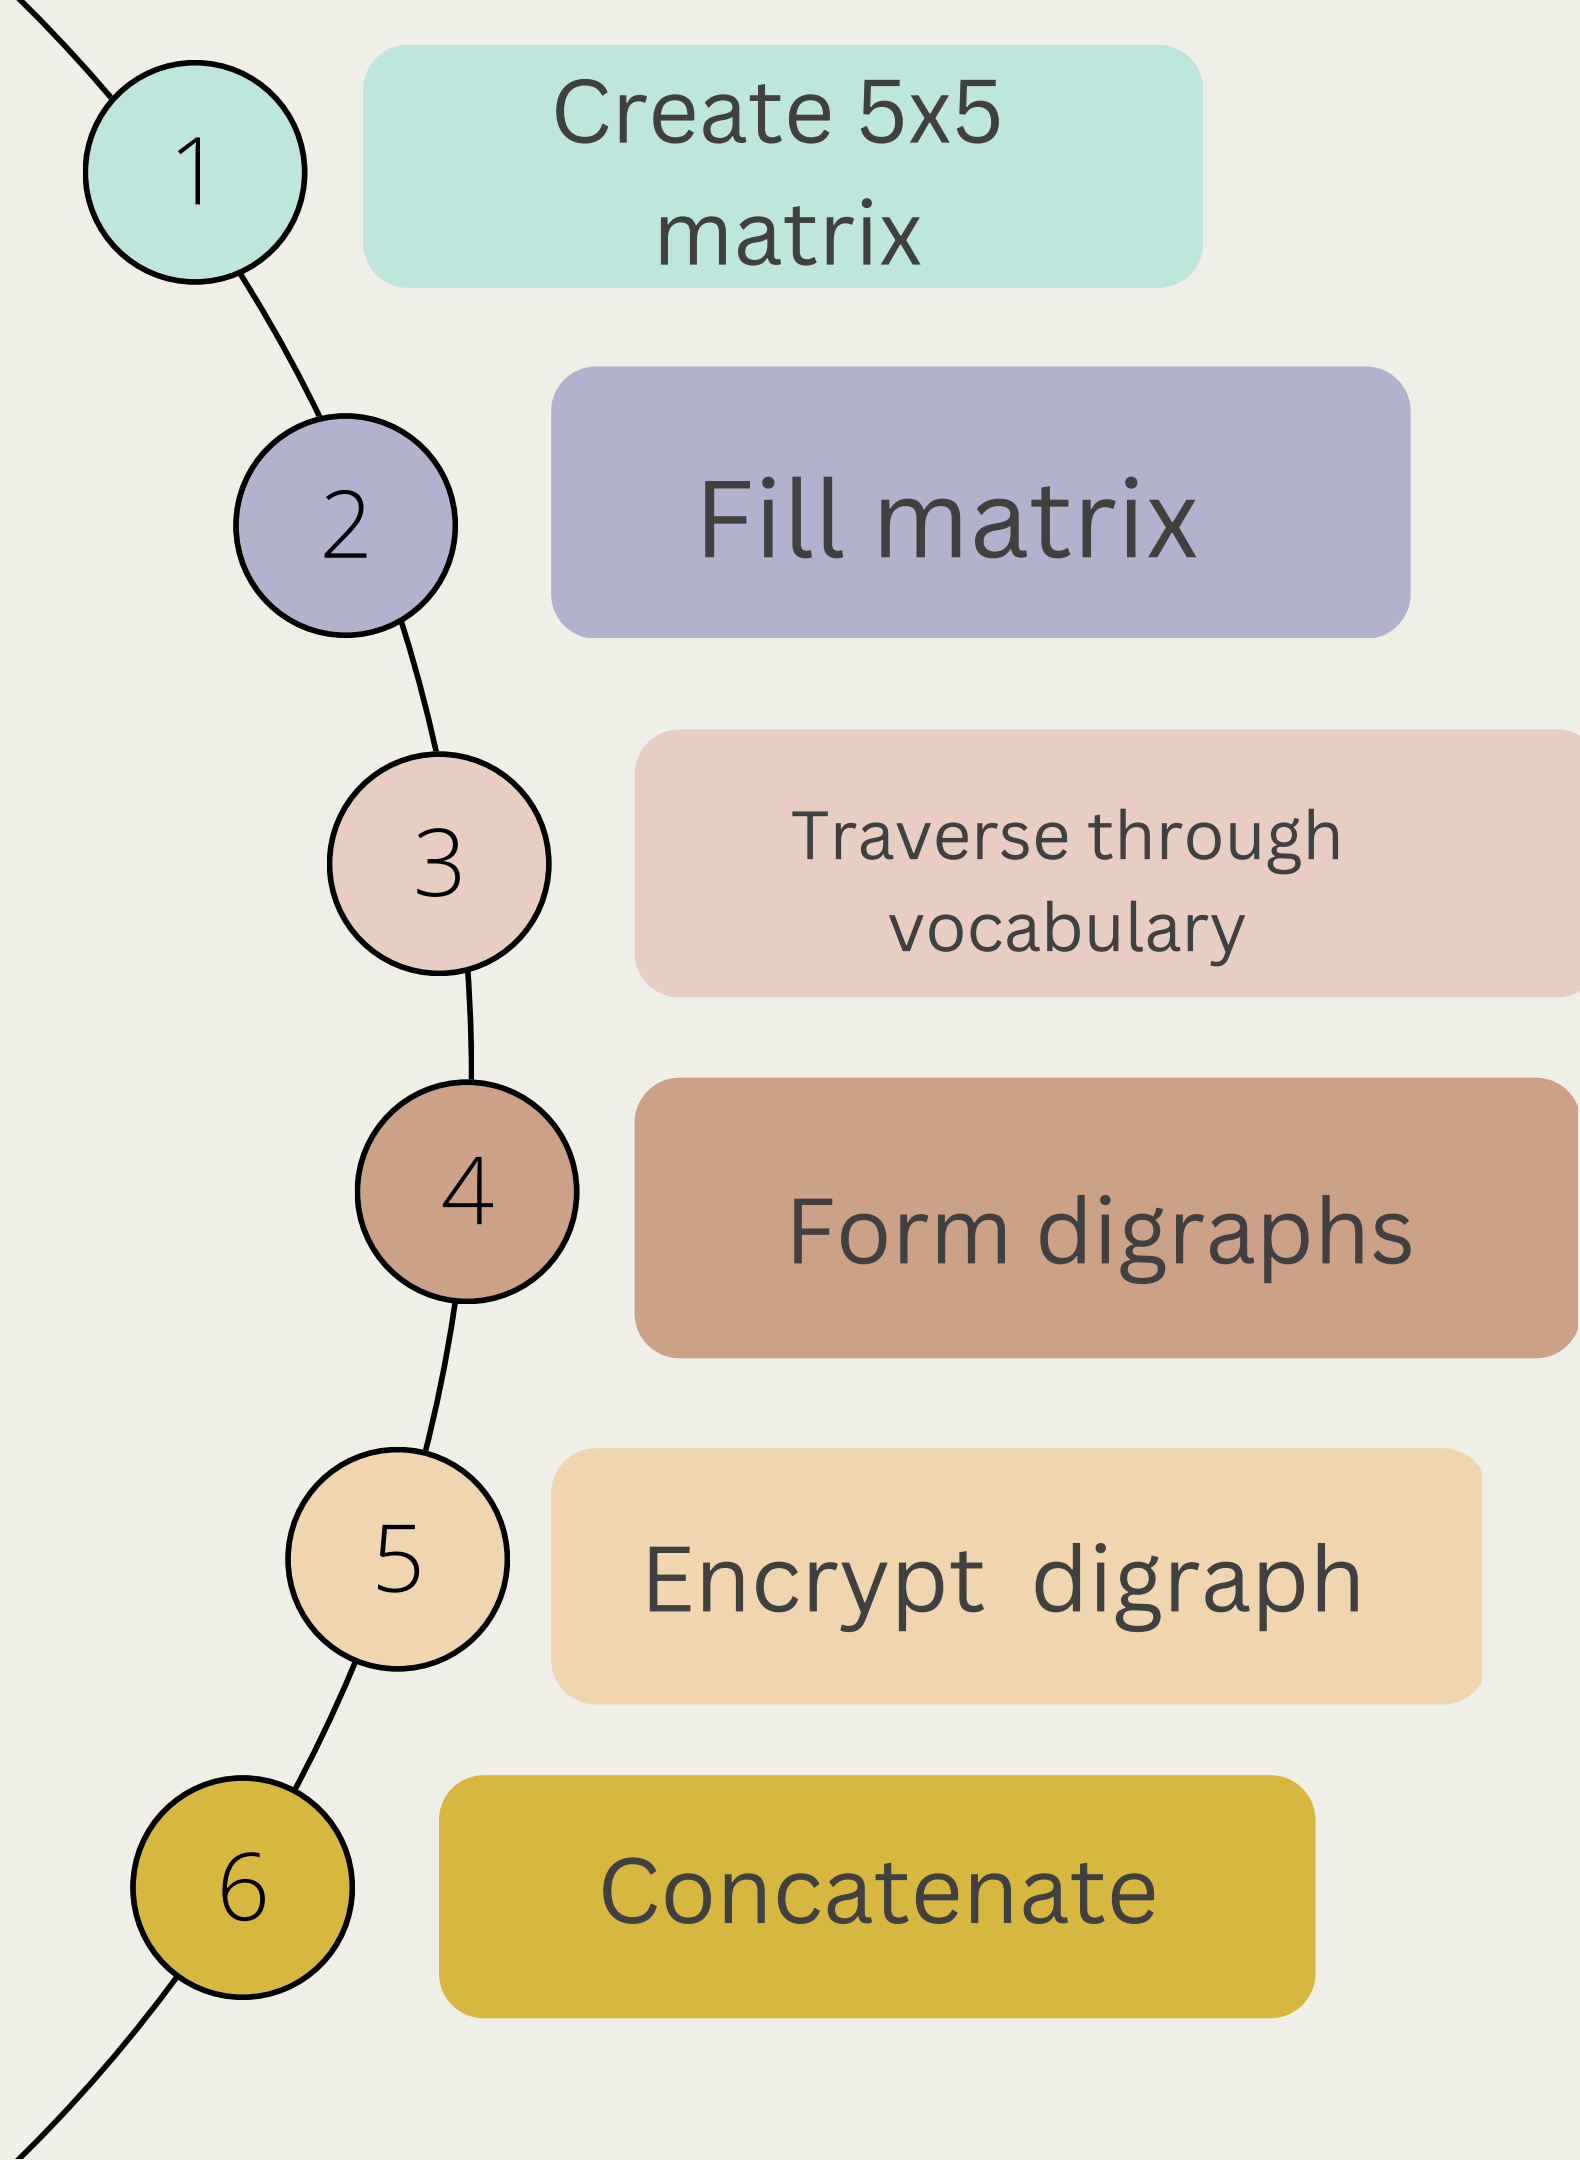 1
Create 5x5
matrix
2
Fill matrix
3
Traverse through
vocabulary
4
Form digraphs
5
Encrypt  digraph
6
Concatenate